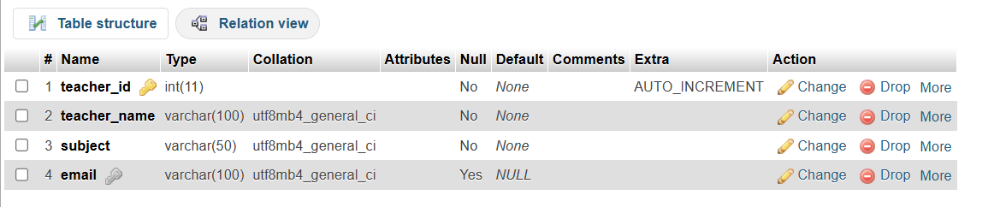 Table structure Relation view
# Name Type Collation Attributes Null Default Comments Extra Action
1 teacher_id int(11) No None AUTO_INCREMENT Change Drop More
2 teacher_name varchar(100) utf8mb4_general_ci No None Change Drop More
3 subject varchar(50) utf8mb4_general_ci No None Change Drop More
4 email varchar(100) utf8mb4_general_ci Yes NULL Change Drop More